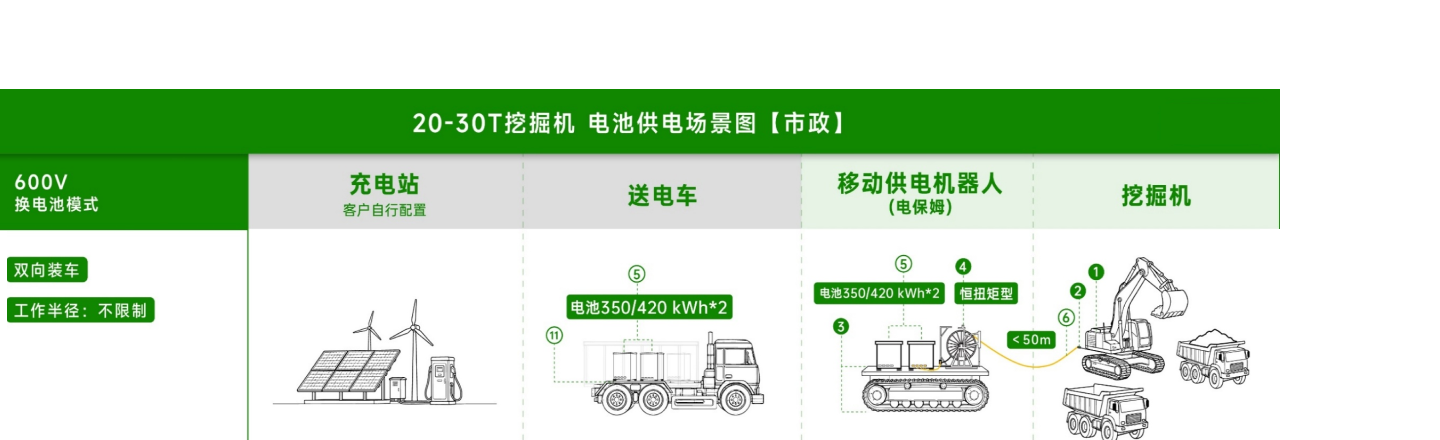 20-30T挖掘机 电池供电场景图【市政】
600V
换电池模式
充电站
客户自行配置
送电车
移动供电机器人
(电保姆)
挖掘机
双向装车
工作半径：不限制
⑤
电池350/420 kWh*2
⑪
⑤
电池350/420 kWh*2
❹
恒扭矩型
❸
<50m
❶
❷
⑥